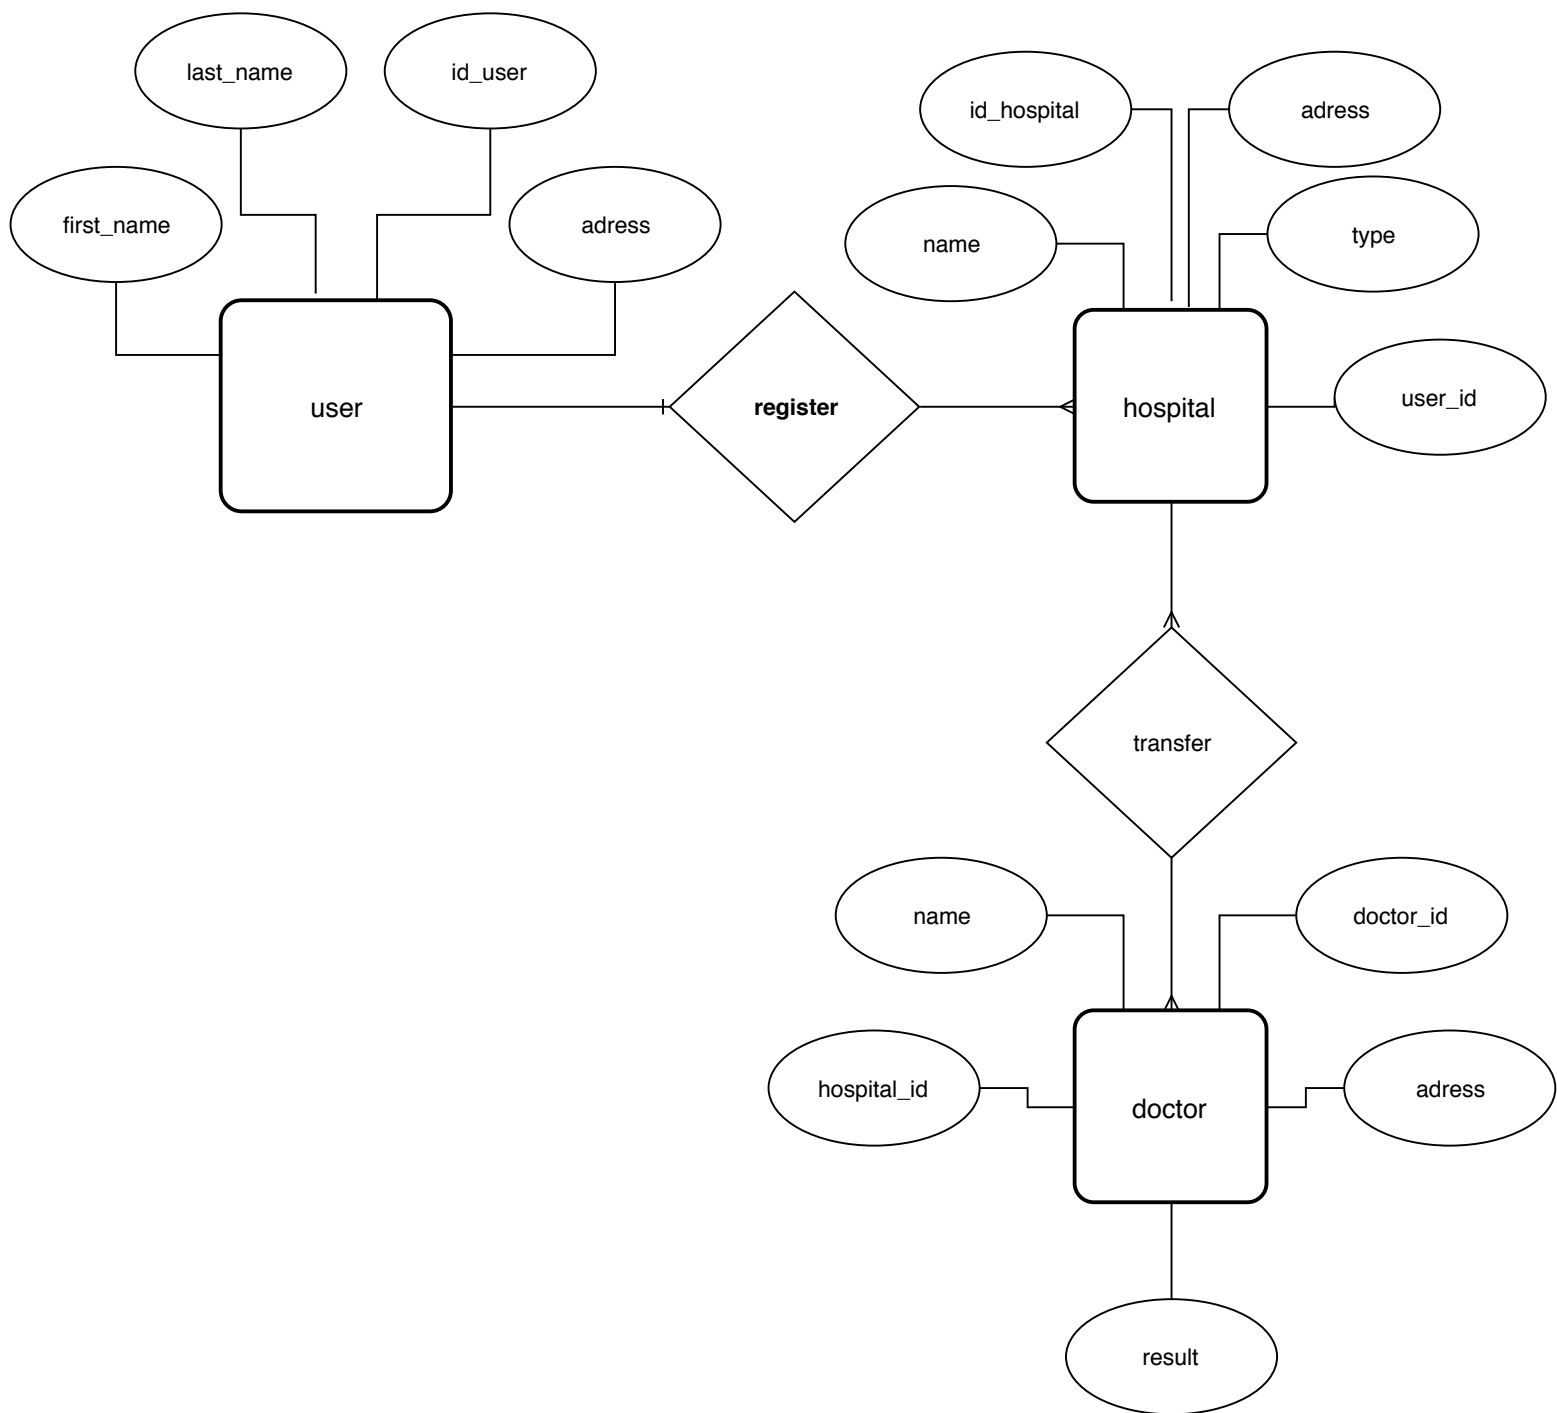 last_name
id_user
id_hospital
adress
first_name
adress
name
type
user
register
hospital
user_id
transfer
name
doctor_id
hospital_id
doctor
adress
result